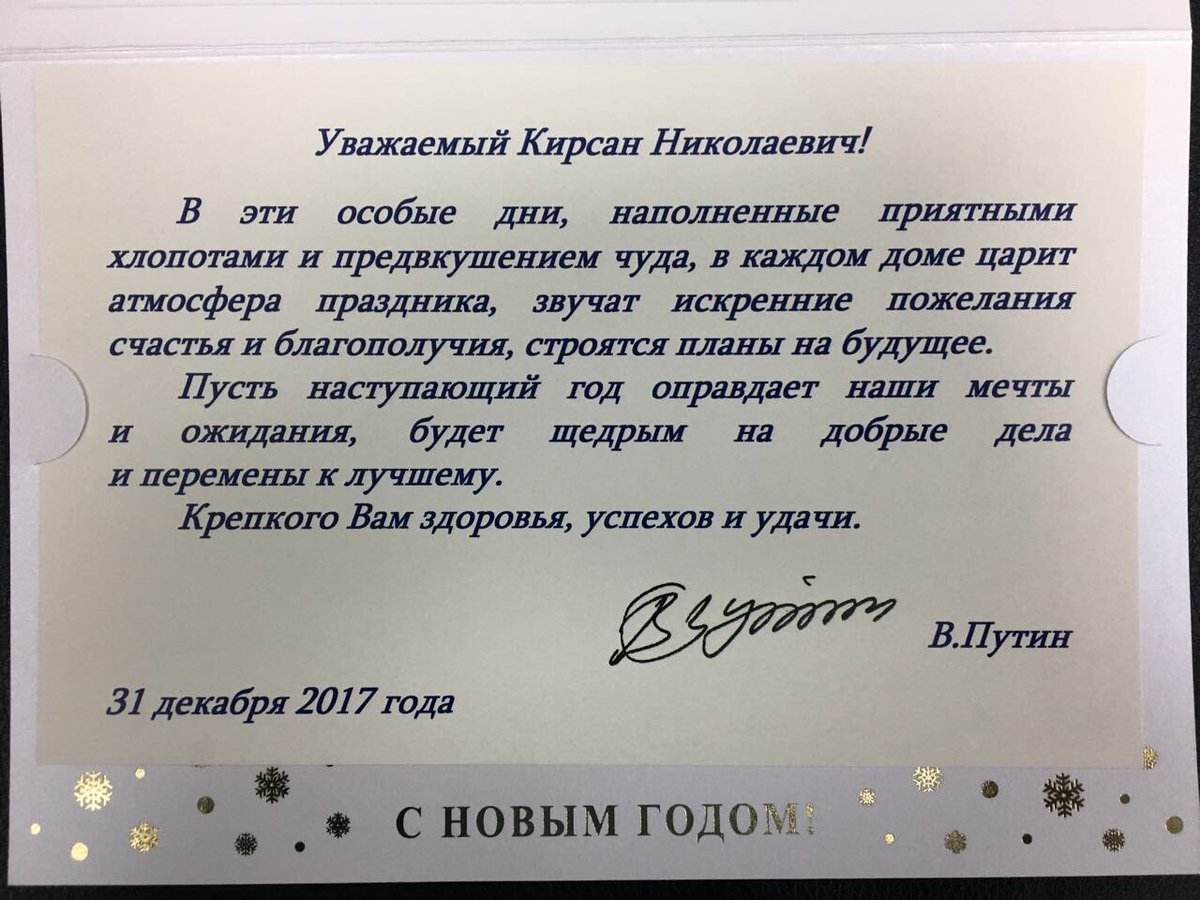 Уважаемый Кирсан Николаевич!
В эти особые дни, наполненные приятными
хлопотами и предвкушением чуда, в каждом доме царит
атмосфера праздника, звучат искренние пожелания
счастья и благополучия, строятся планы на будущее.
Пусть наступающий год оправдает наши мечты
и ожидания, будет щедрым на добрые дела
и перемены к лучшему.
Крепкого Вам здоровья, успехов и удачи.
В.Путин
31 декабря 2017 года
С НОВЫМ ГОДОМ!